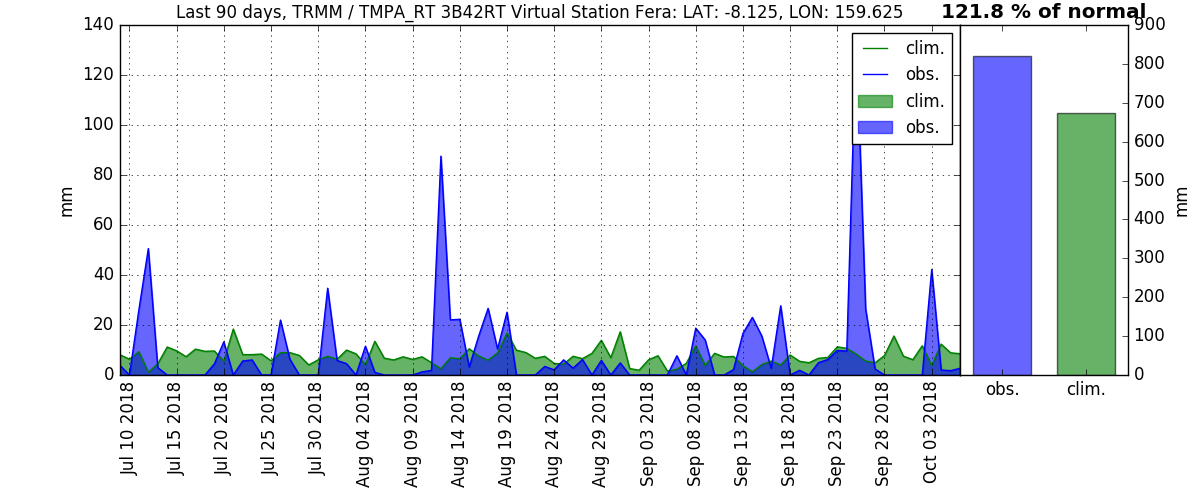 Last 90 days, TRMM / TMPA_RT 3B42RT Virtual Station Fera: LAT: -8.125, LON: 159.625
121.8 % of normal
mm
140
120
100
80
60
40
20
0
clim.
obs.
clim.
obs.
Jul 10 2018
Jul 15 2018
Jul 20 2018
Jul 25 2018
Jul 30 2018
Aug 04 2018
Aug 09 2018
Aug 14 2018
Aug 19 2018
Aug 24 2018
Aug 29 2018
Sep 03 2018
Sep 08 2018
Sep 13 2018
Sep 18 2018
Sep 23 2018
Sep 28 2018
Oct 03 2018
900
800
700
600
500
400
300
200
100
0
mm
obs.
clim.